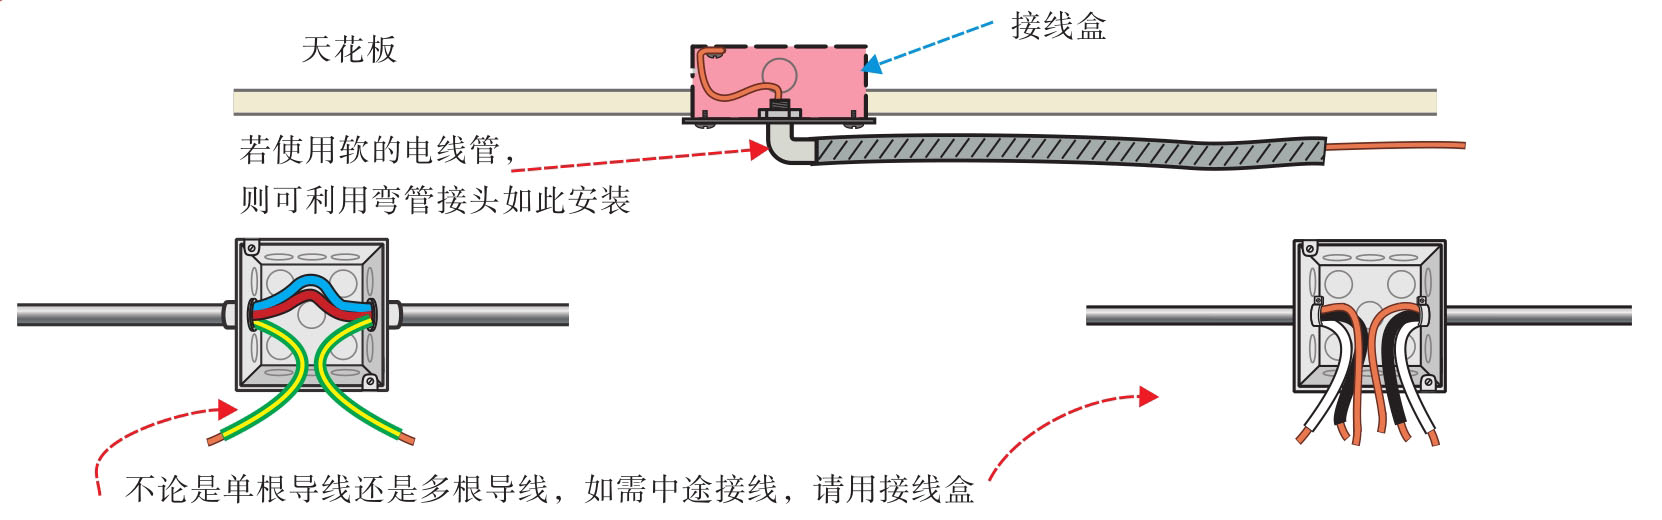 接线盒
天花板
若使用软的电线管，
则可利用弯管接头如此安装
不论是单根导线还是多根导线，如需中途接线，请用接线盒